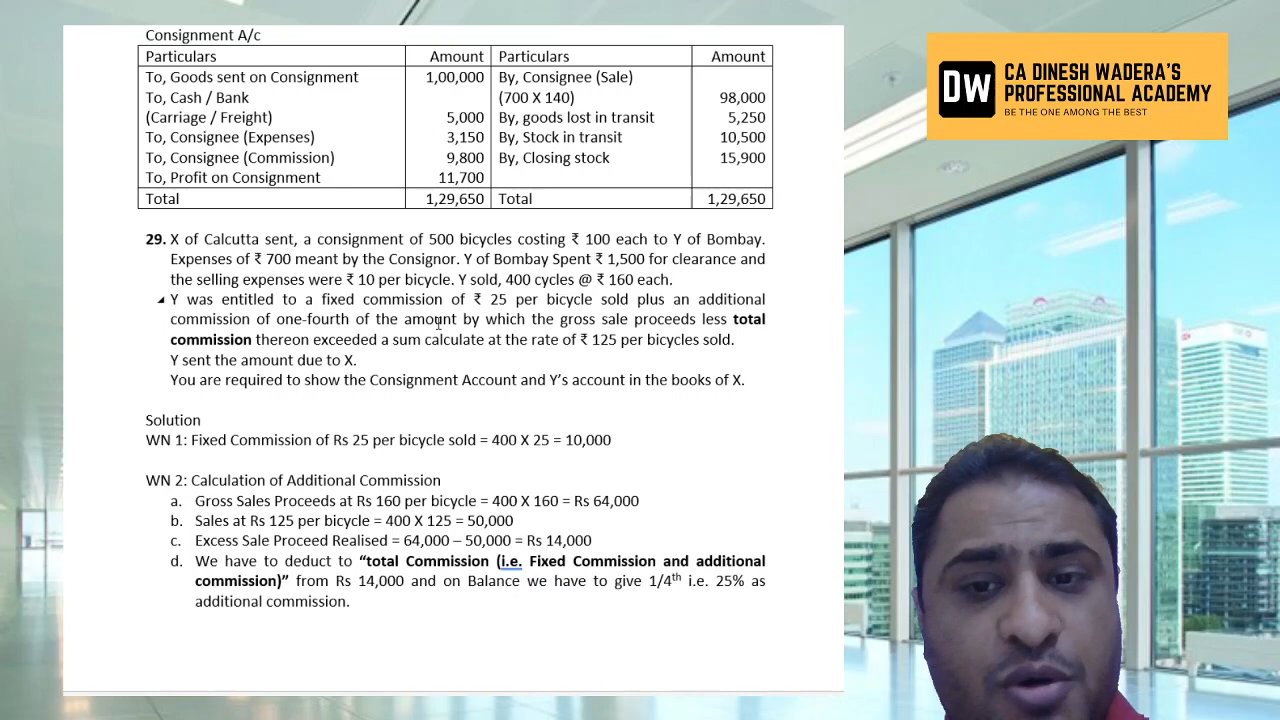 Consignment A/c
Particulars Amount Particulars Amount
To, Goods sent on Consignment 1,00,000 By, Consignee (Sale)
To, Cash / Bank (700 X 140) 98,000
(Carriage / Freight) 5,000 By, goods lost in transit 5,250
To, Consignee (Expenses) 3,150 By, Stock in transit 10,500
To, Consignee (Commission) 9,800 By, Closing stock 15,900
To, Profit on Consignment 11,700
Total 1,29,650 Total 1,29,650
29. X of Calcutta sent, a consignment of 500 bicycles costing ₹ 100 each to Y of Bombay.
Expenses of ₹ 700 meant by the Consignor. Y of Bombay Spent ₹ 1,500 for clearance and
the selling expenses were ₹ 10 per bicycle. Y sold, 400 cycles @ ₹ 160 each.
Y was entitled to a fixed commission of ₹ 25 per bicycle sold plus an additional
commission of one-fourth of the amount by which the gross sale proceeds less total
commission thereon exceeded a sum calculate at the rate of ₹ 125 per bicycles sold.
Y sent the amount due to X.
You are required to show the Consignment Account and Y's account in the books of X.
Solution
WN 1: Fixed Commission of Rs 25 per bicycle sold = 400 X 25 = 10,000
WN 2: Calculation of Additional Commission
a. Gross Sales Proceeds at Rs 160 per bicycle = 400 X 160 = Rs 64,000
b. Sales at Rs 125 per bicycle = 400 X 125 = 50,000
c. Excess Sale Proceed Realised = 64,000 – 50,000 = Rs 14,000
d. We have to deduct to "total Commission (i.e. Fixed Commission and additional
commission)" from Rs 14,000 and on Balance we have to give 1/4th i.e. 25% as
additional commission.
DW
CA DINESH WADERA'S
PROFESSIONAL ACADEMY
BE THE ONE AMONG THE BEST